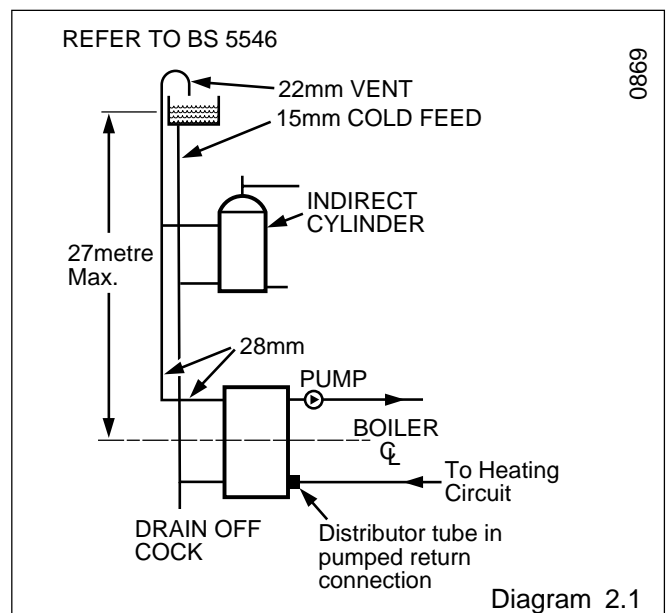 REFER TO BS 5546
0869
22mm VENT
15mm COLD FEED
INDIRECT
CYLINDER
27metre
Max.
28mm
PUMP
BOILER
℄
To Heating
Circuit
DRAIN OFF
COCK
Distributor tube in
pumped return
connection
Diagram 2.1